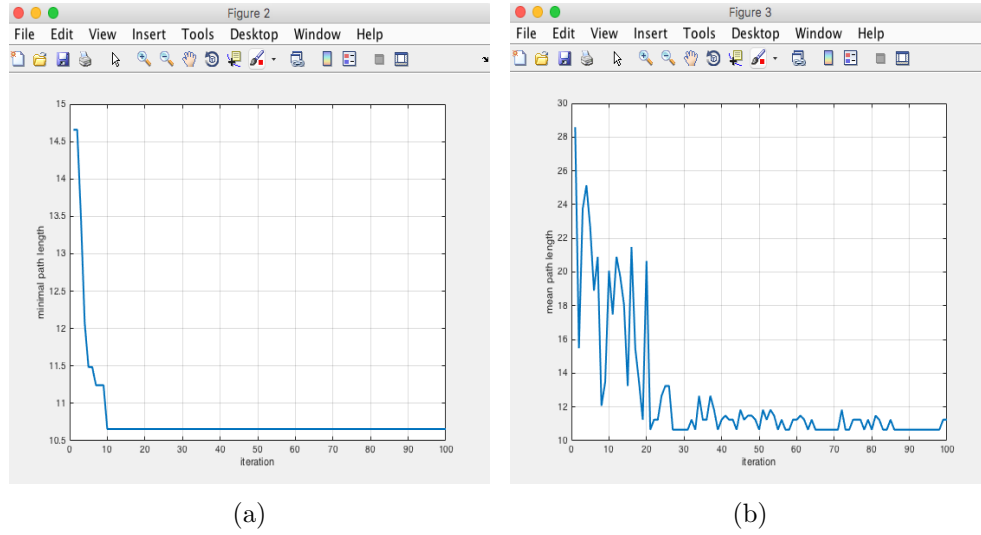 Figure 2
File Edit View Insert Tools Desktop Window Help
15
14.5
14
13.5
13
12.5
12
11.5
11
10.5
minimal path length
0 10 20 30 40 50 60 70 80 90 100
iteration
(a)
Figure 3
File Edit View Insert Tools Desktop Window Help
30
28
26
24
22
20
18
16
14
12
10
mean path length
0 10 20 30 40 50 60 70 80 90 100
iteration
(b)